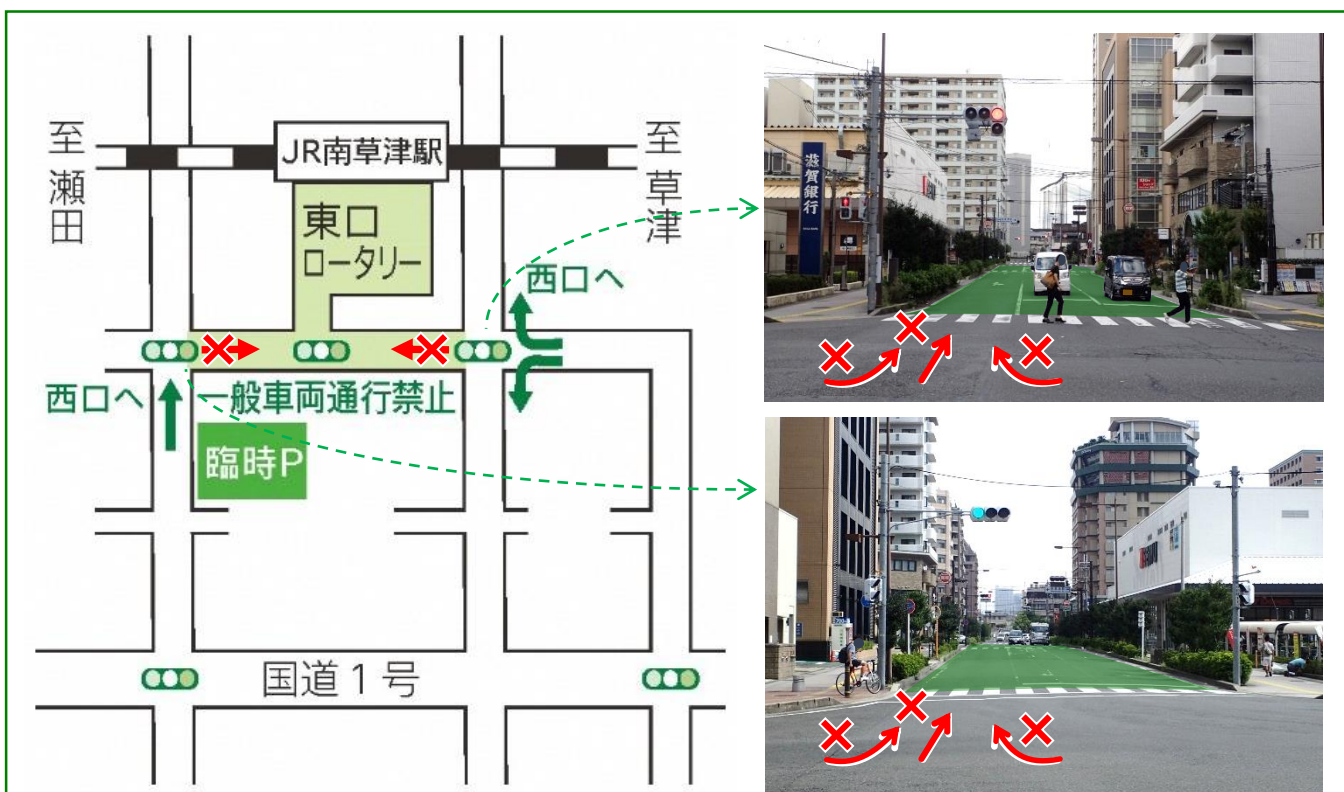 至瀬田
JR南草津駅
至草津
東口
ロータリー
西口へ
西口へ
一般車両通行禁止
臨時P
国道1号
滋賀銀行